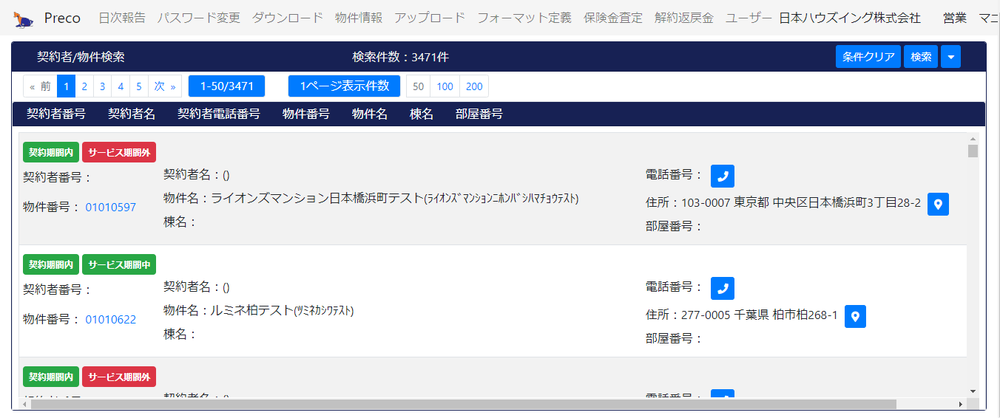 Preco 日次報告 パスワード変更 ダウンロード 物件情報 アップロード フォーマット定義 保険金査定 解約返戻金 ユーザー 日本ハウズイング株式会社 営業 マニ
契約者/物件検索 検索件数：3471件 条件クリア 検索
« 前 1 2 3 4 5 次 » 1-50/3471 1ページ表示件数 50 100 200
契約者番号 契約者名 契約者電話番号 物件番号 物件名 棟名 部屋番号
契約期間内 サービス期間外
契約者番号：
物件番号： 01010597
契約者名：()
物件名：ライオンズマンション日本橋浜町テスト(ﾗｲｵﾝｽﾞﾏﾝｼｮﾝﾆﾎﾝﾊﾞｼﾊﾏﾁｮｳﾃｽﾄ)
棟名：
電話番号：
住所：103-0007 東京都 中央区日本橋浜町3丁目28-2
部屋番号：
契約期間内 サービス期間中
契約者番号：
物件番号： 01010622
契約者名：()
物件名：ルミネ柏テスト(ﾂﾐﾈｶｼﾜﾃｽﾄ)
棟名：
電話番号：
住所：277-0005 千葉県 柏市柏268-1
部屋番号：
契約期間内 サービス期間外
契約者名：()
電話番号：